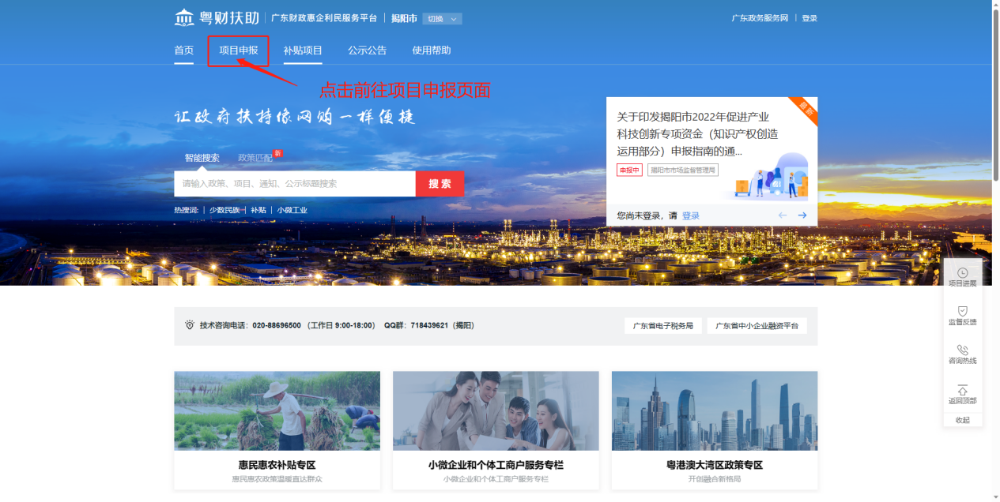 粤财扶助 广东财政惠企利民服务平台 揭阳市 切换 广东政务服务网 登录
首页 项目申报 补贴项目 公示公告 使用帮助
点击前往项目申报页面
让政府扶持像网购一样便捷
最新
关于印发揭阳市2022年促进产业
科技创新专项资金（知识产权创造
运用部分）申报指南的通...
申报中 揭阳市市场监督管理局
您尚未登录，请 登录
智能搜索 政策匹配 新
请输入政策、项目、通知、公示标题搜索 搜索
热搜词: 少数民族一 补贴 小微工业
项目进展
监督反馈
咨询热线
返回顶部
收起
技术咨询电话：020-88696500 （工作日 9:00-18:00） QQ群：718439621（揭阳） 广东省电子税务局 广东省中小企业融资平台
惠民惠农补贴专区
惠民惠农政策温暖直达群众
小微企业和个体工商户服务专栏
小微企业和个体工商户服务专栏
粤港澳大湾区政策专区
开创融合新格局